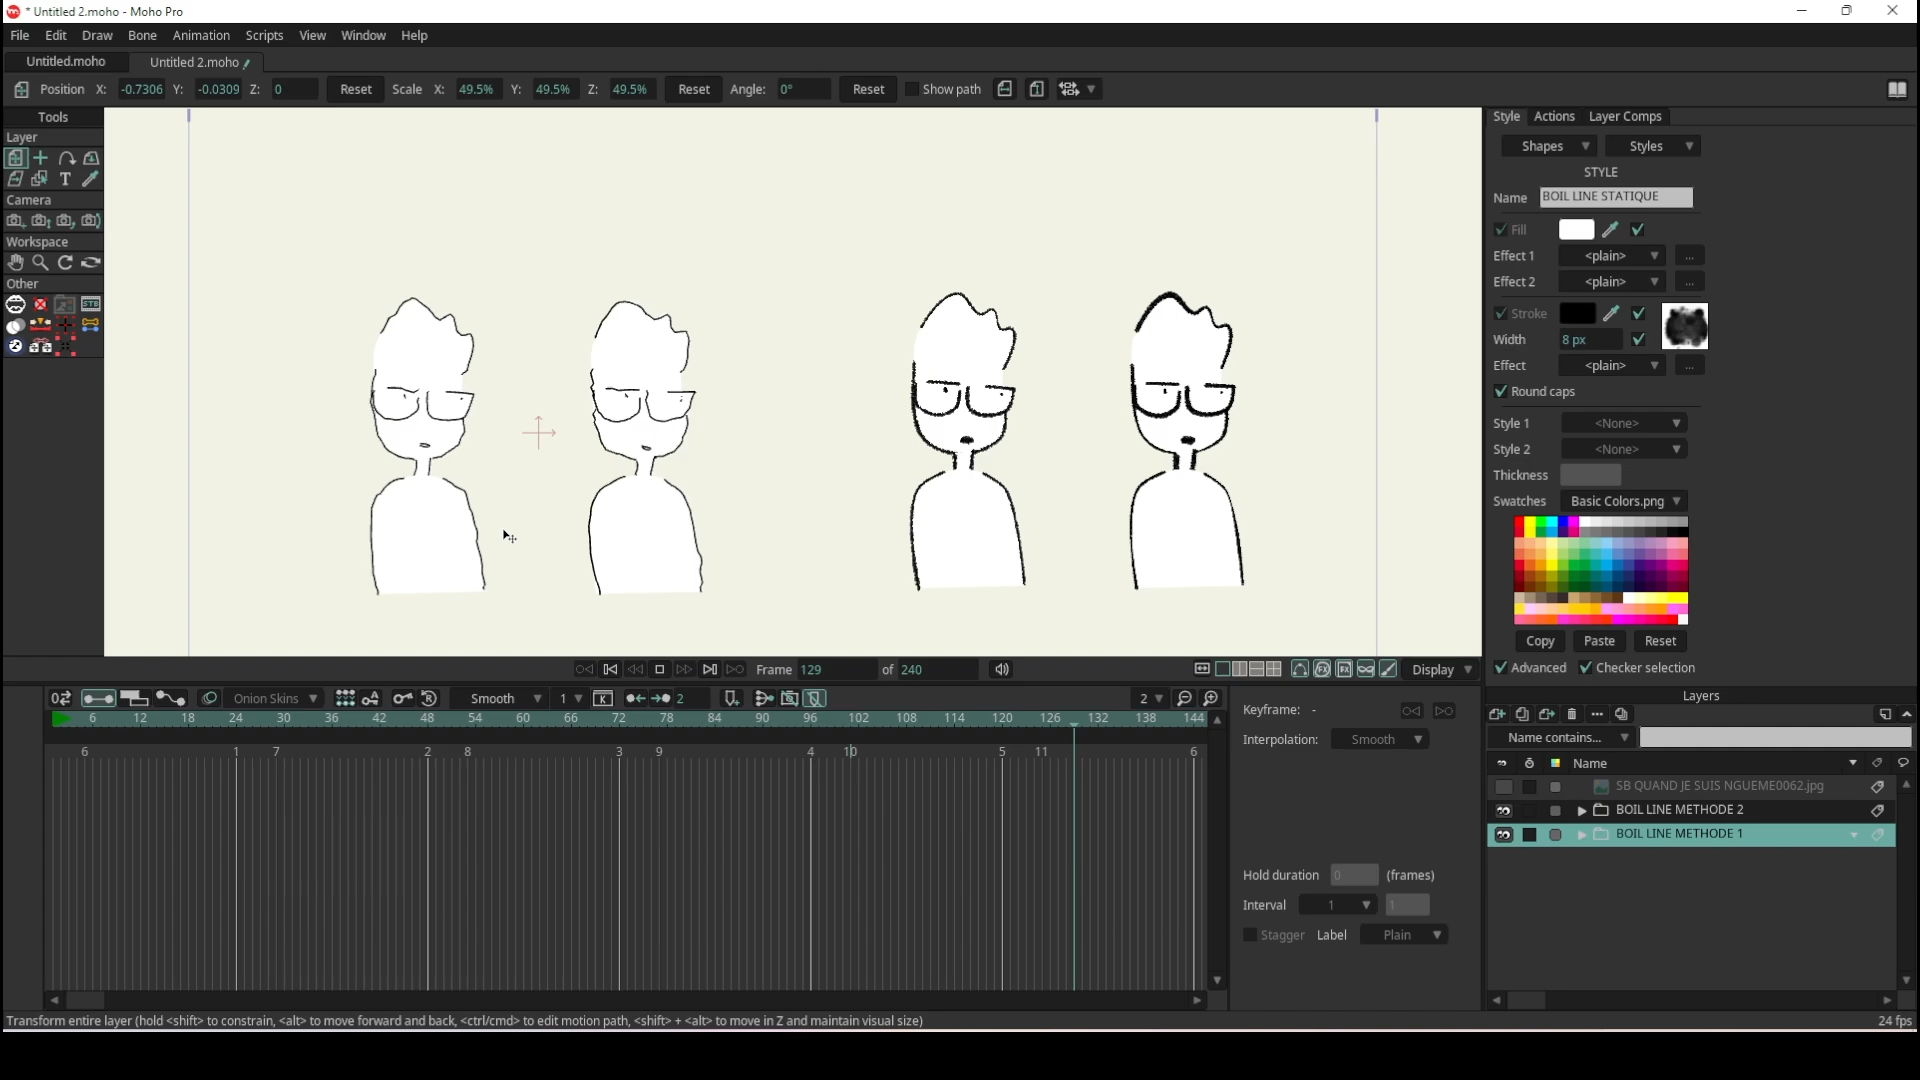 * Untitled 2.moho - Moho Pro
File Edit Draw Bone Animation Scripts View Window Help
Untitled.moho Untitled 2.moho
Position X: -0.7306 Y: -0.0309 Z: 0 Reset Scale X: 49.5% Y: 49.5% Z: 49.5% Reset Angle: 0° Reset Show path
Tools
Layer
T
Camera
Workspace
Other
STB
Z
Style Actions Layer Comps
Shapes Styles
STYLE
Name BOIL LINE STATIQUE
Fill
Effect 1 <plain> ...
Effect 2 <plain> ...
Stroke
Width 8 px
Effect <plain> ...
Round caps
Style 1 <None>
Style 2 <None>
Thickness
Swatches Basic Colors.png
Copy Paste Reset
Advanced Checker selection
Frame 129 of 240
FX Display
Onion Skins Smooth 1 K 2 2
6 12 18 24 30 36 42 48 54 60 66 72 78 84 90 96 102 108 114 120 126 132 138 144
6 1 7 2 8 3 9 4 10 5 11 6
Keyframe: -
Interpolation: Smooth
Hold duration 0 (frames)
Interval 1 1
Stagger Label Plain
Layers
Name contains...
Name
SB QUAND JE SUIS NGUEME0062.jpg
BOIL LINE METHODE 2
BOIL LINE METHODE 1
Transform entire layer (hold <shift> to constrain, <alt> to move forward and back, <ctrl/cmd> to edit motion path, <shift> + <alt> to move in Z and maintain visual size)
24 fps